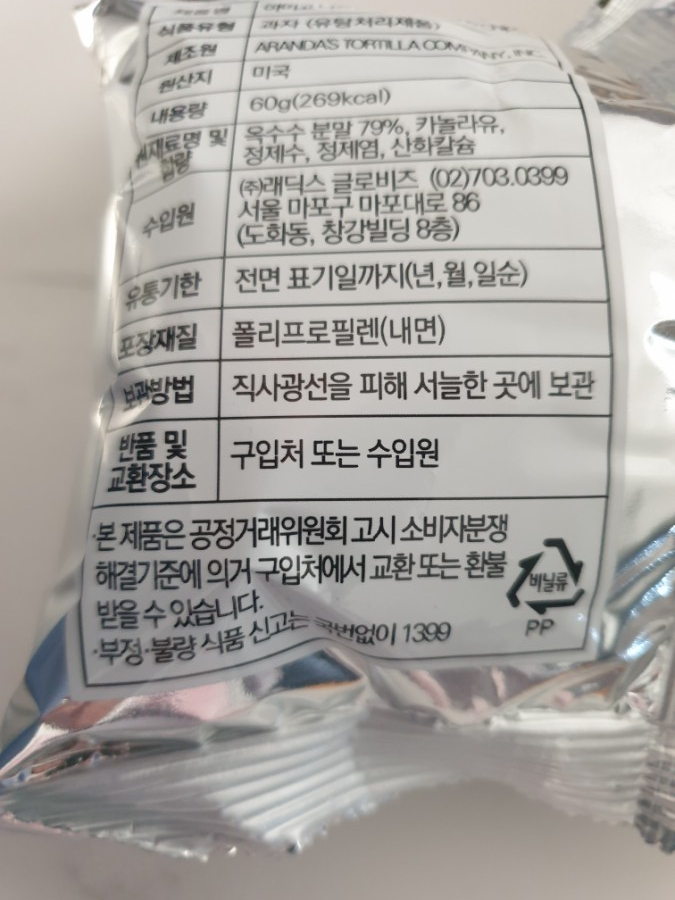 식품유형 과자 (유탕처리제품)
제조원 ARANDA'S TORTILLA COMPANY, INC.
원산지 미국
내용량 60g(269kcal)
원재료명 및 함량 옥수수 분말 79%, 카놀라유,
정제수, 정제염, 산화칼슘
수입원 ㈜래딕스 글로비즈 (02)703.0399
서울 마포구 마포대로 86
(도화동, 창강빌딩 8층)
유통기한 전면 표기일까지(년,월,일순)
포장재질 폴리프로필렌(내면)
보관방법 직사광선을 피해 서늘한 곳에 보관
반품 및
교환장소 구입처 또는 수입원
·본 제품은 공정거래위원회 고시 소비자분쟁
해결기준에 의거 구입처에서 교환 또는 환불
받을 수 있습니다.
·부정·불량 식품 신고는 국번없이 1399
비닐류
PP